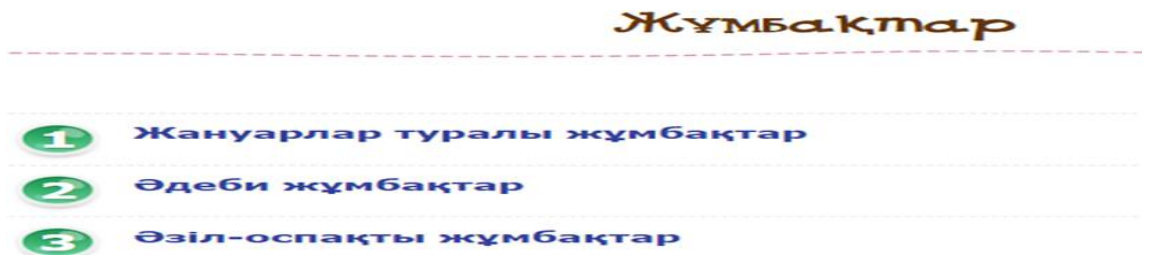 Жұмбақтар
1 Жануарлар туралы жұмбақтар
2 Әдеби жұмбақтар
3 Әзіл-оспақты жұмбақтар